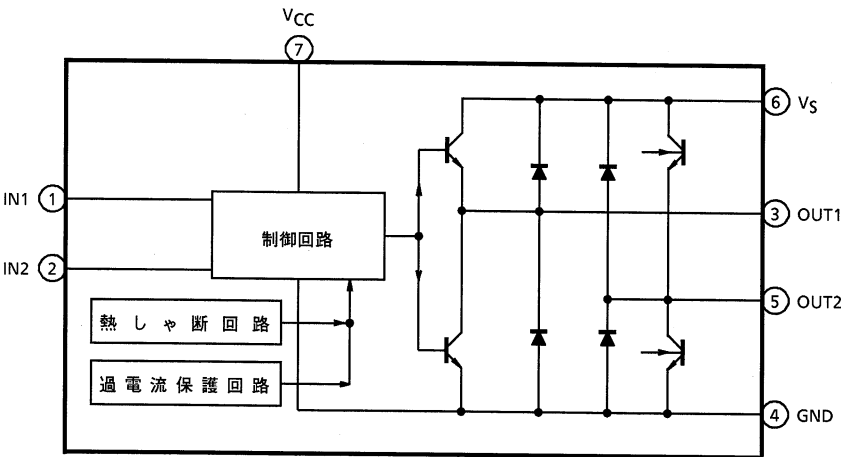 VCC
7
6 VS
IN1 1
制御回路
3 OUT1
IN2 2
5 OUT2
熱しゃ断回路
過電流保護回路
4 GND